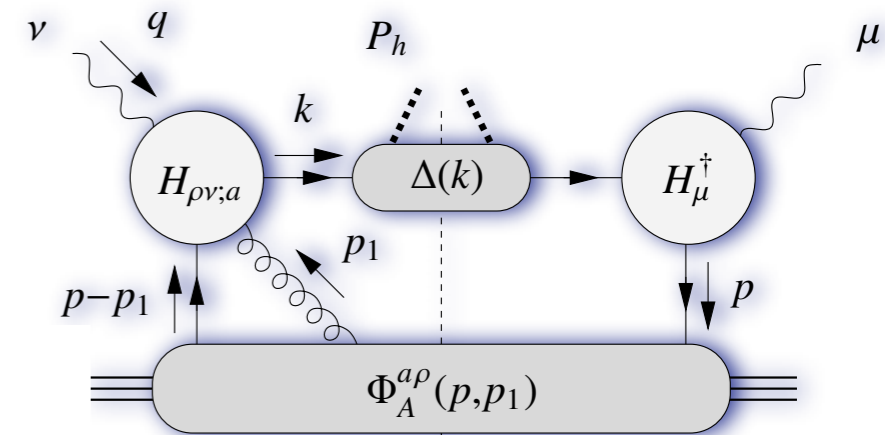 ν q P_h μ
k
H_{ρν;a} Δ(k) H_μ^†
p_1
p−p_1 p
Φ_A^{aρ}(p,p_1)